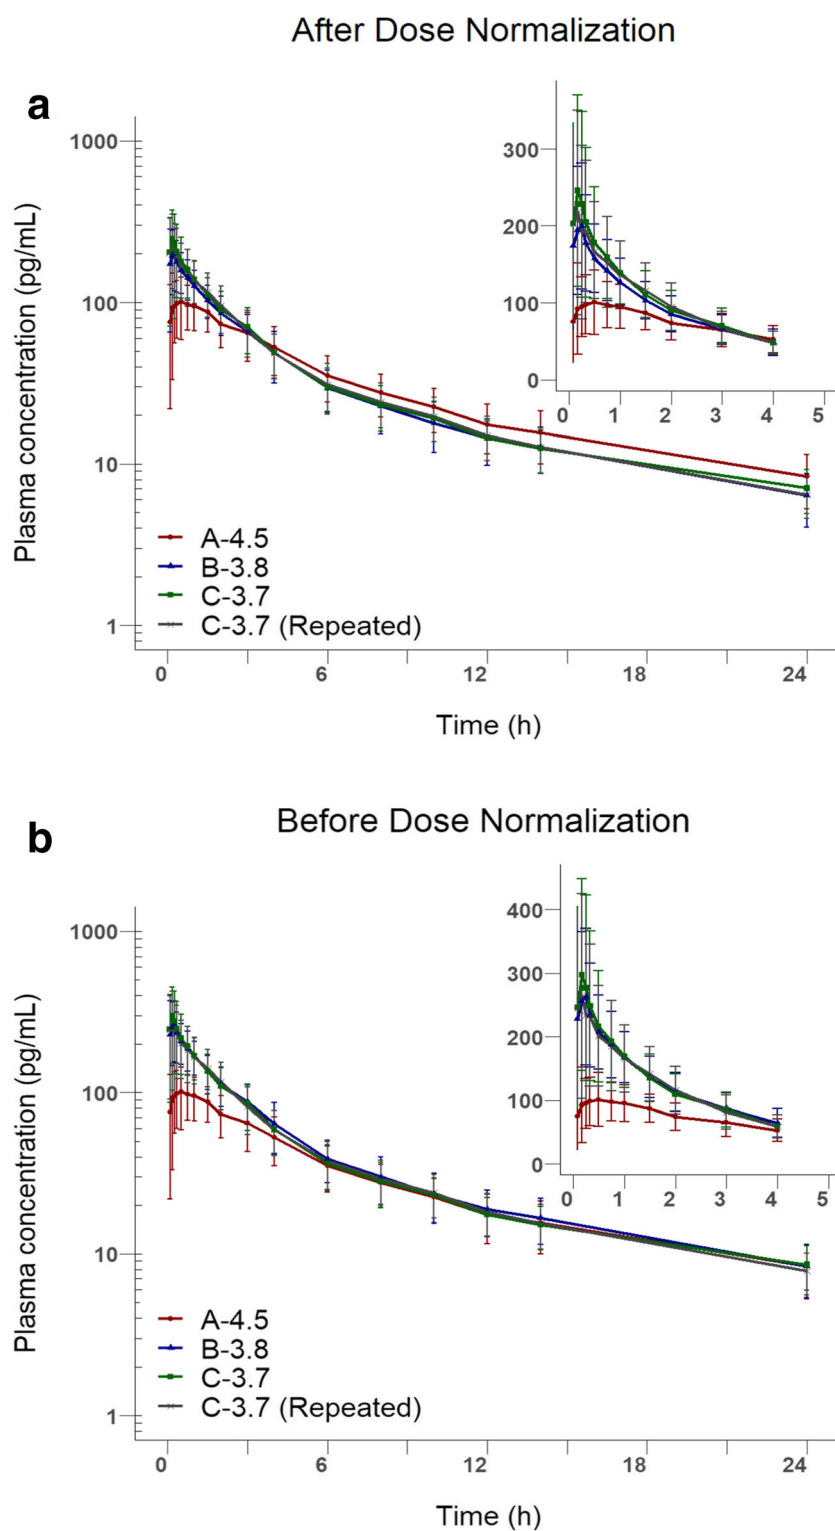 After Dose Normalization
a
Plasma concentration (pg/mL)
1000
100
10
1
300
200
100
0
0 1 2 3 4 5
A-4.5
B-3.8
C-3.7
C-3.7 (Repeated)
0 6 12 18 24
Time (h)
Before Dose Normalization
b
Plasma concentration (pg/mL)
1000
100
10
1
400
300
200
100
0
0 1 2 3 4 5
A-4.5
B-3.8
C-3.7
C-3.7 (Repeated)
0 6 12 18 24
Time (h)